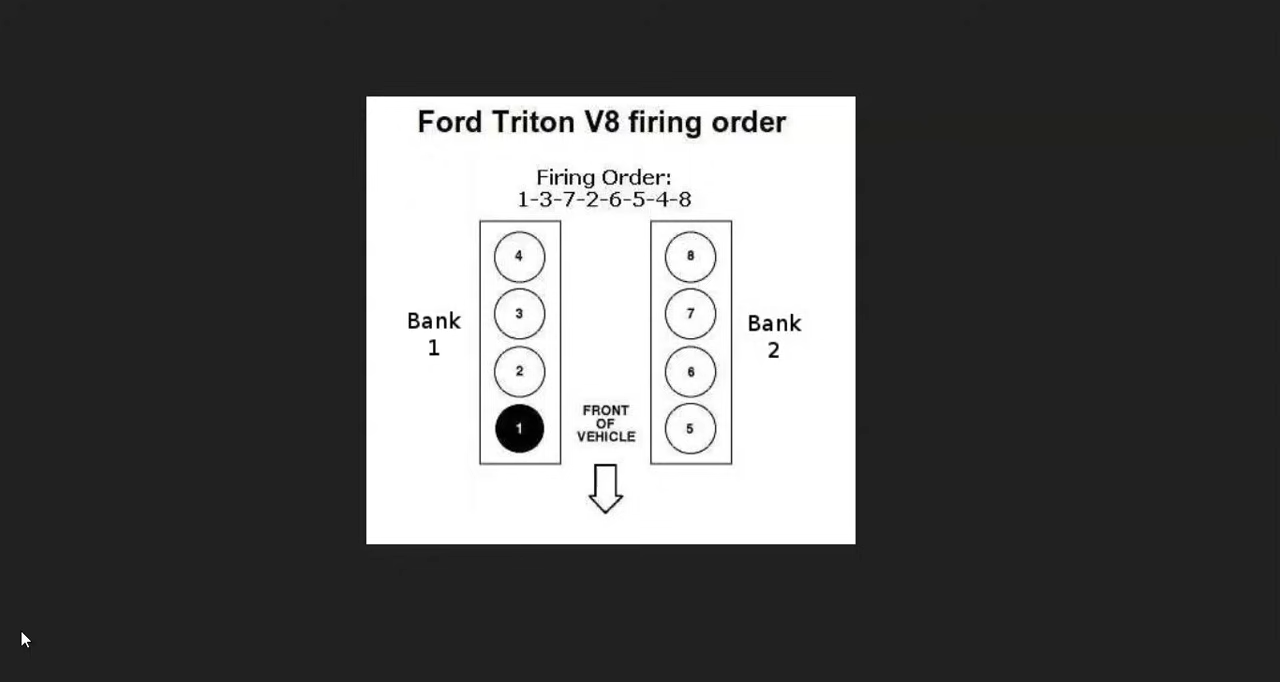 Ford Triton V8 firing order
Firing Order:
1-3-7-2-6-5-4-8
4
8
3
7
Bank
1
Bank
2
2
6
1
FRONT
OF
VEHICLE
5